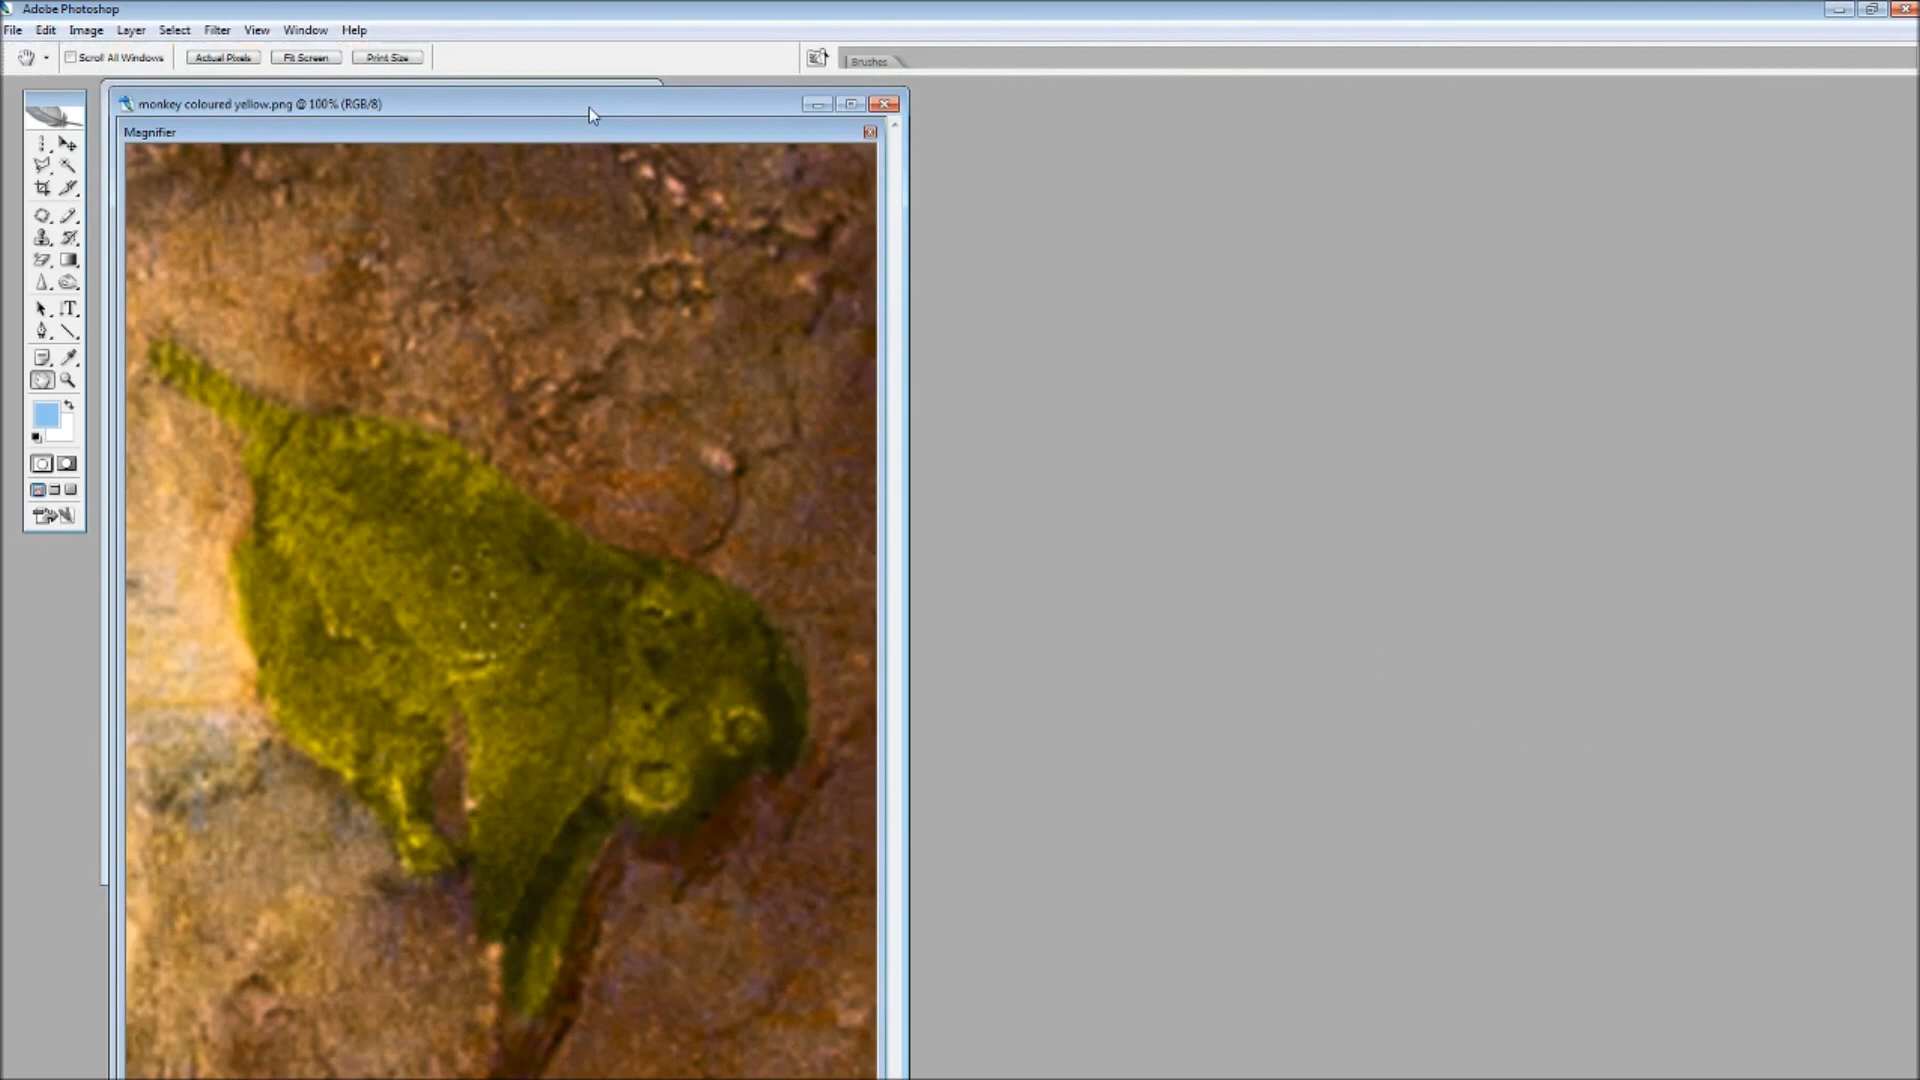 Adobe Photoshop
File Edit Image Layer Select Filter View Window Help
Scroll All Windows Actual Pixels Fit Screen Print Size Brushes
monkey coloured yellow.png @ 100% (RGB/8)
Magnifier